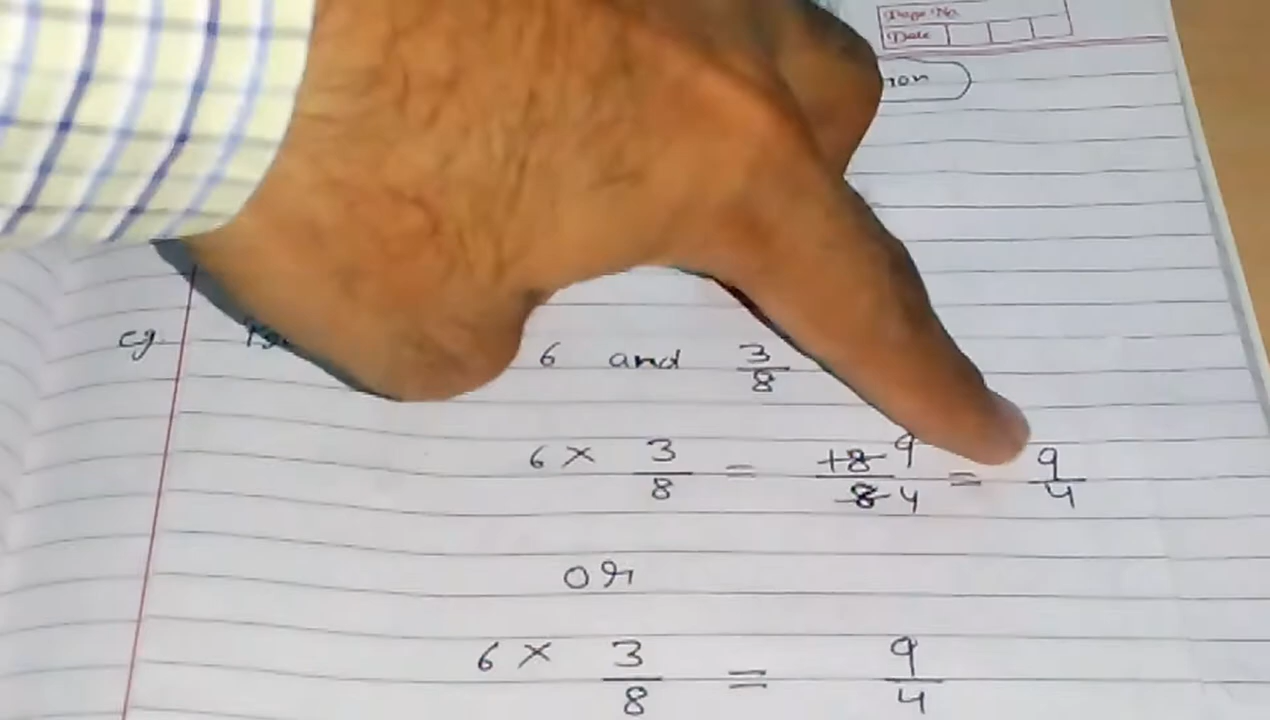 Page No.
Date
eg. 6 and 3/8
6 × 3/8 = 18/8 9/4 = 9/4
or
6 × 3/8 = 9/4